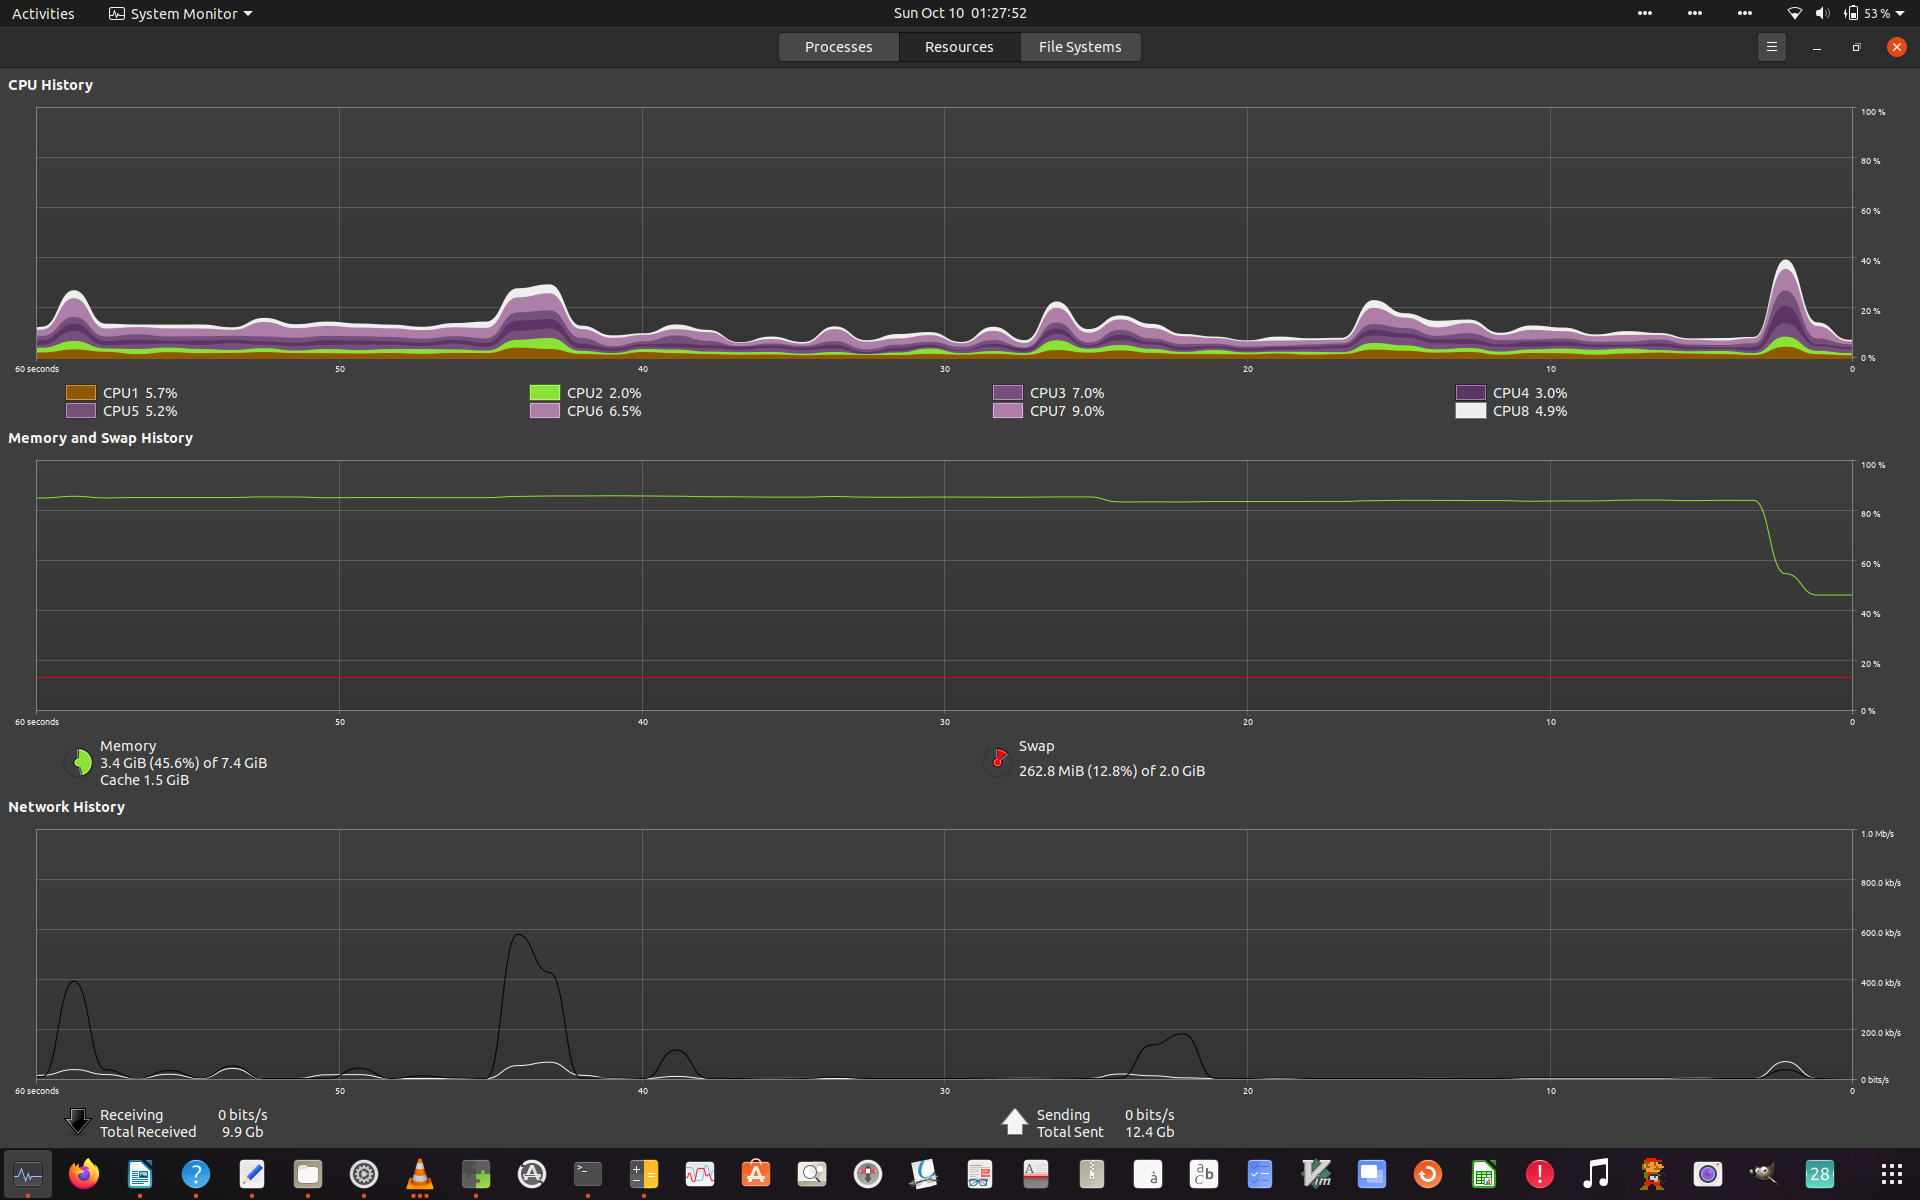 Activities System Monitor Sun Oct 10 01:27:52 53 %
Processes Resources File Systems
CPU History
100 %
80 %
60 %
40 %
20 %
0 %
60 seconds 50 40 30 20 10 0
CPU1 5.7% CPU2 2.0% CPU3 7.0% CPU4 3.0%
CPU5 5.2% CPU6 6.5% CPU7 9.0% CPU8 4.9%
Memory and Swap History
100 %
80 %
60 %
40 %
20 %
0 %
60 seconds 50 40 30 20 10 0
Memory
3.4 GiB (45.6%) of 7.4 GiB
Cache 1.5 GiB
Swap
262.8 MiB (12.8%) of 2.0 GiB
Network History
1.0 Mb/s
800.0 kb/s
600.0 kb/s
400.0 kb/s
200.0 kb/s
0 bits/s
60 seconds 50 40 30 20 10 0
Receiving 0 bits/s Sending 0 bits/s
Total Received 9.9 Gb Total Sent 12.4 Gb
28